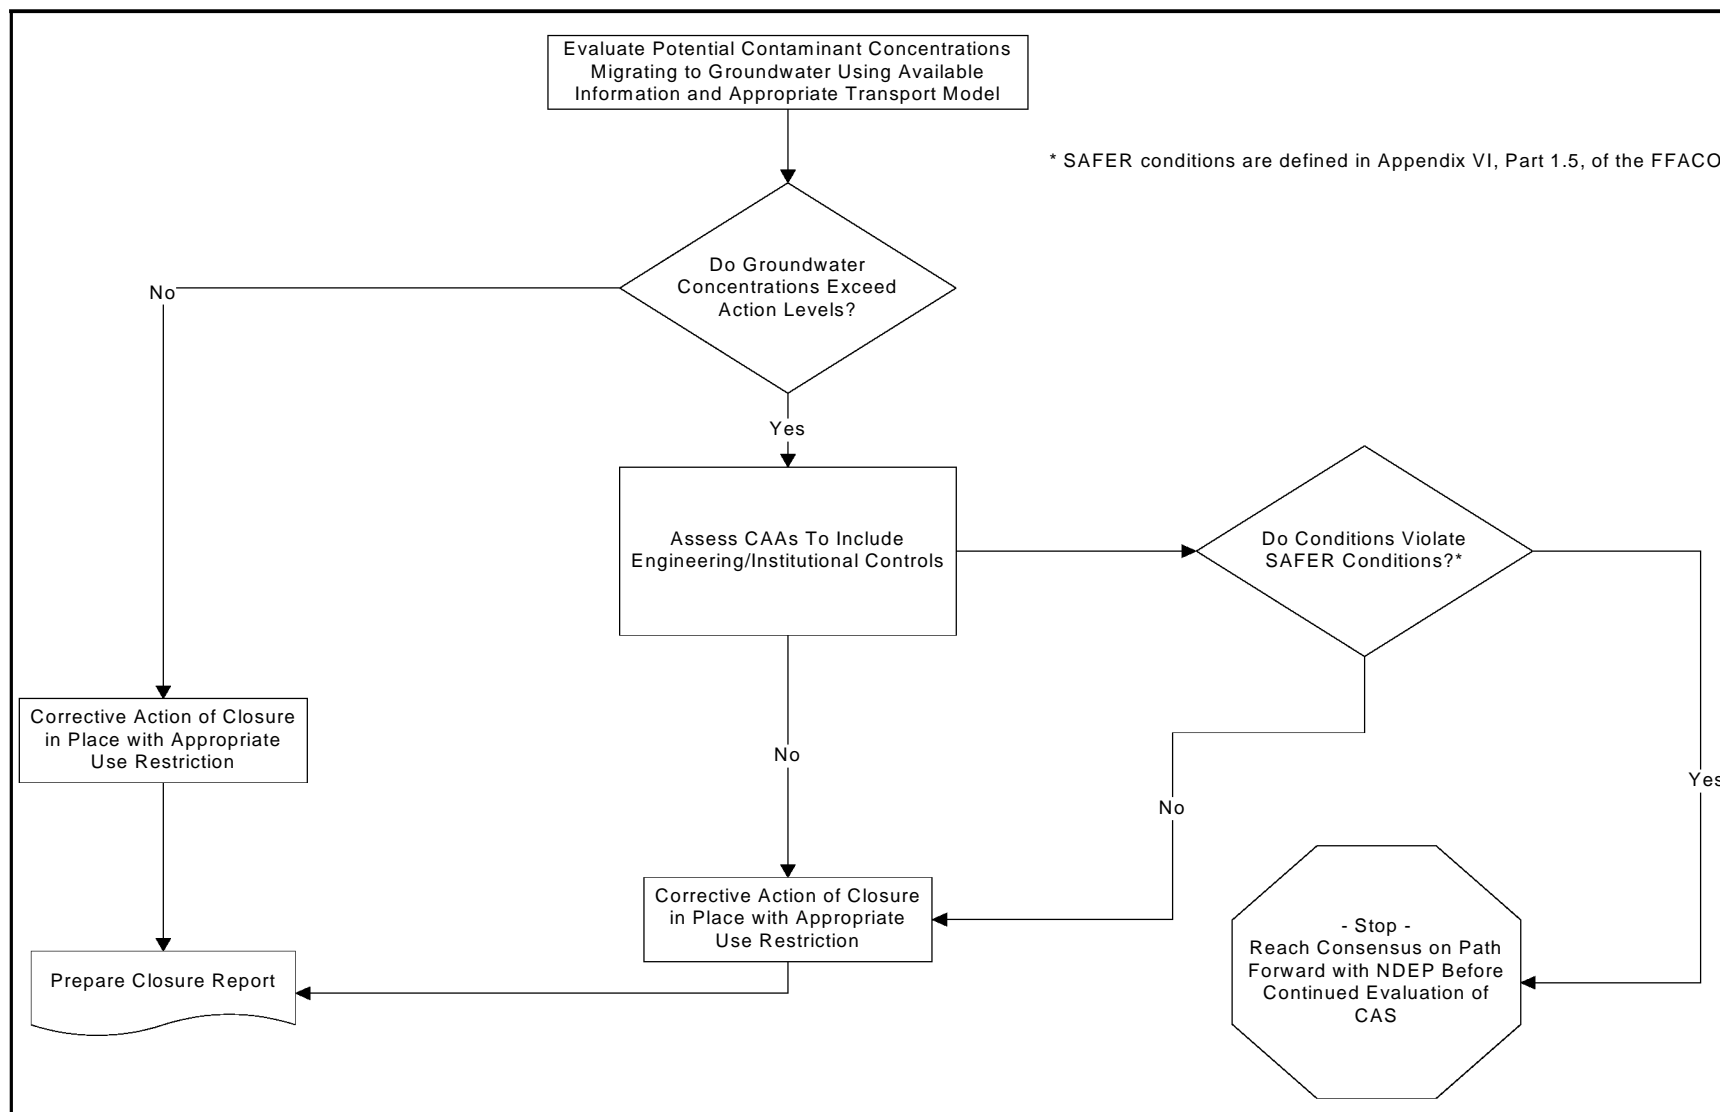 Evaluate Potential Contaminant Concentrations
Migrating to Groundwater Using Available
Information and Appropriate Transport Model
* SAFER conditions are defined in Appendix VI, Part 1.5, of the FFACO
Do Groundwater
Concentrations Exceed
Action Levels?
No
Yes
Assess CAAs To Include
Engineering/Institutional Controls
Do Conditions Violate
SAFER Conditions?*
Corrective Action of Closure
in Place with Appropriate
Use Restriction
No
No
Yes
Corrective Action of Closure
in Place with Appropriate
Use Restriction
Prepare Closure Report
- Stop -
Reach Consensus on Path
Forward with NDEP Before
Continued Evaluation of
CAS